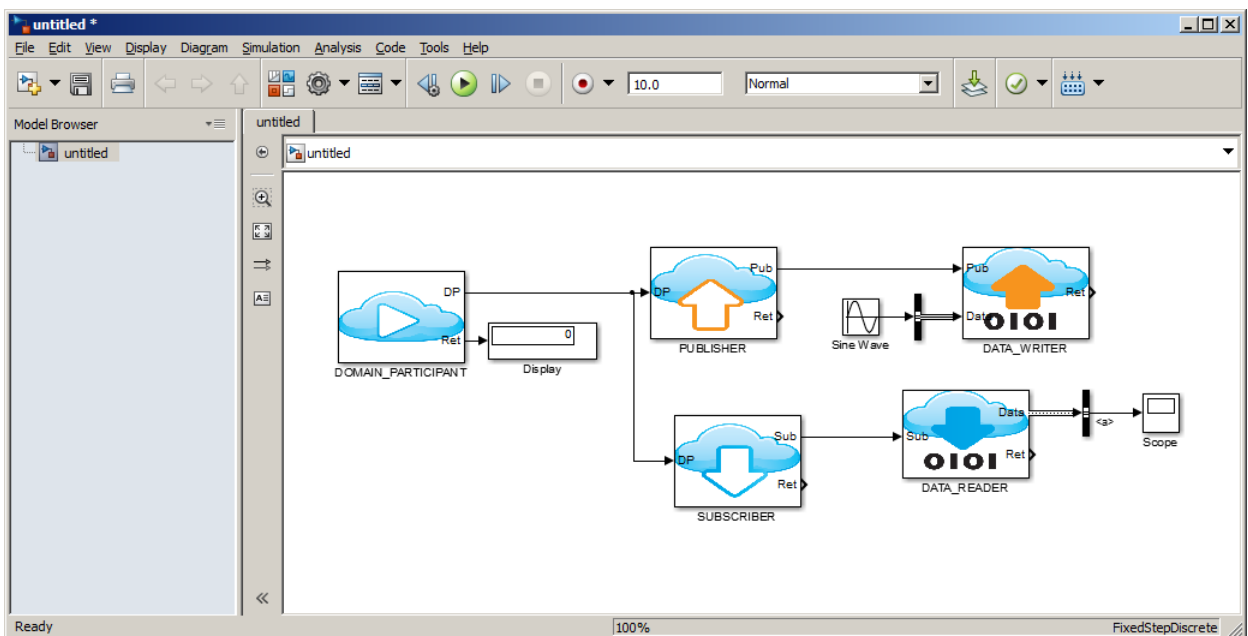 untitled *
File Edit View Display Diagram Simulation Analysis Code Tools Help
10.0 Normal
Model Browser
untitled
untitled
untitled
DP
Ret
DOMAIN_PARTICIPANT
0
Display
DP
Pub
Ret
PUBLISHER
Sine Wave
Pub
Data
Ret
OIOI
DATA_WRITER
DP
Sub
Ret
SUBSCRIBER
Sub
Data
Ret
OIOI
DATA_READER
<a>
Scope
Ready 100% FixedStepDiscrete